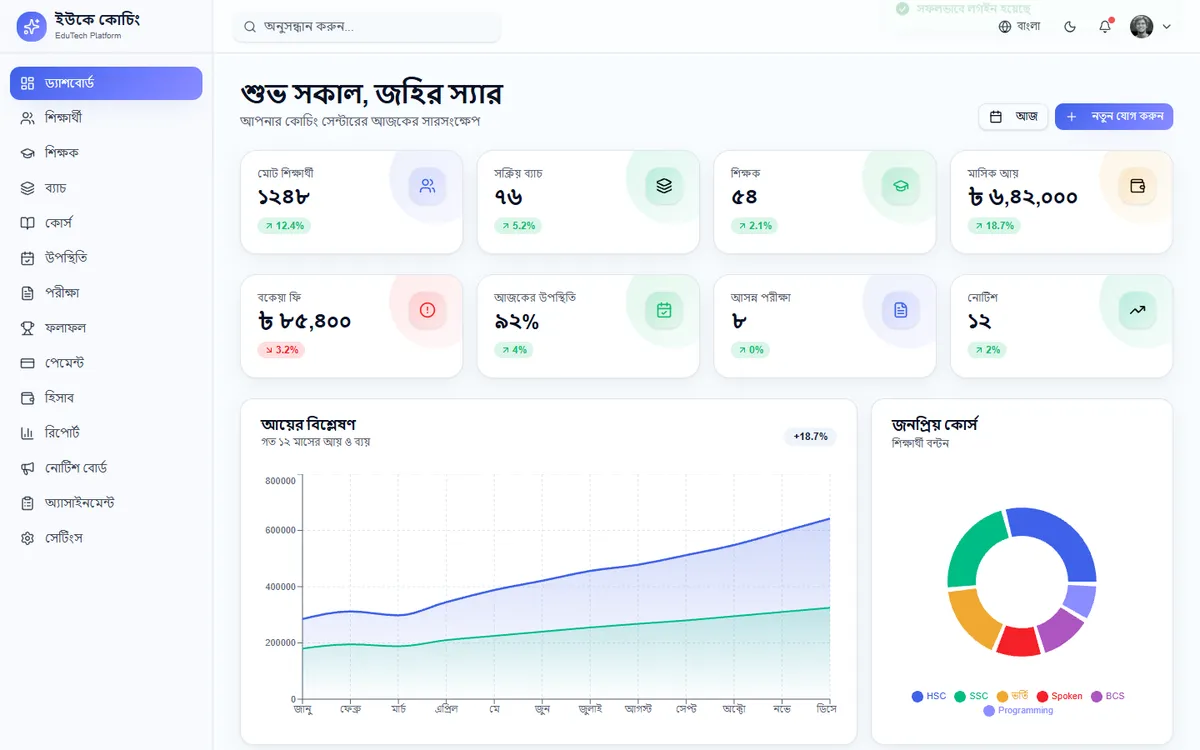 ইউকে কোচিং
EduTech Platform
অনুসন্ধান করুন...
সফলভাবে লগইন হয়েছে
বাংলা
ড্যাশবোর্ড
শিক্ষার্থী
শিক্ষক
ব্যাচ
কোর্স
উপস্থিতি
পরীক্ষা
ফলাফল
পেমেন্ট
হিসাব
রিপোর্ট
নোটিশ বোর্ড
অ্যাসাইনমেন্ট
সেটিংস
শুভ সকাল, জহির স্যার
আপনার কোচিং সেন্টারের আজকের সারসংক্ষেপ
আজ
নতুন যোগ করুন
মোট শিক্ষার্থী
১২৪৮
12.4%
সক্রিয় ব্যাচ
৭৬
5.2%
শিক্ষক
৫৪
2.1%
মাসিক আয়
৳ ৬,৪২,০০০
18.7%
বকেয়া ফি
৳ ৮৫,৪০০
3.2%
আজকের উপস্থিতি
৯২%
4%
আসন্ন পরীক্ষা
৮
0%
নোটিশ
১২
2%
আয়ের বিশ্লেষণ
গত ১২ মাসের আয় ও ব্যয়
+18.7%
800000
600000
400000
200000
0
জানু ফেব্রু মার্চ এপ্রিল মে জুন জুলাই আগস্ট সেপ্ট অক্টো নভে ডিসে
জনপ্রিয় কোর্স
শিক্ষার্থী বণ্টন
HSC SSC ভর্তি Spoken BCS
Programming